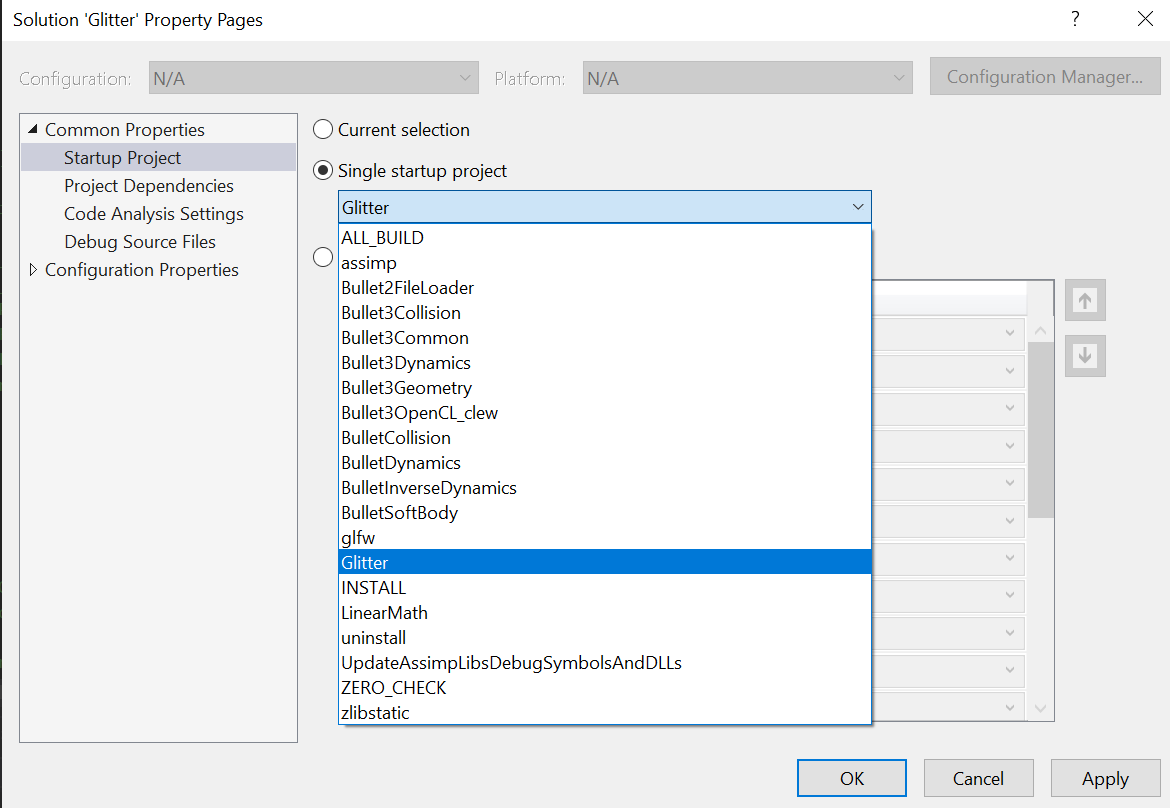 Solution 'Glitter' Property Pages
?
Configuration: N/A Platform: N/A Configuration Manager...
Common Properties
Startup Project
Project Dependencies
Code Analysis Settings
Debug Source Files
Configuration Properties
Current selection
Single startup project
Glitter
ALL_BUILD
assimp
Bullet2FileLoader
Bullet3Collision
Bullet3Common
Bullet3Dynamics
Bullet3Geometry
Bullet3OpenCL_clew
BulletCollision
BulletDynamics
BulletInverseDynamics
BulletSoftBody
glfw
Glitter
INSTALL
LinearMath
uninstall
UpdateAssimpLibsDebugSymbolsAndDLLs
ZERO_CHECK
zlibstatic
OK Cancel Apply